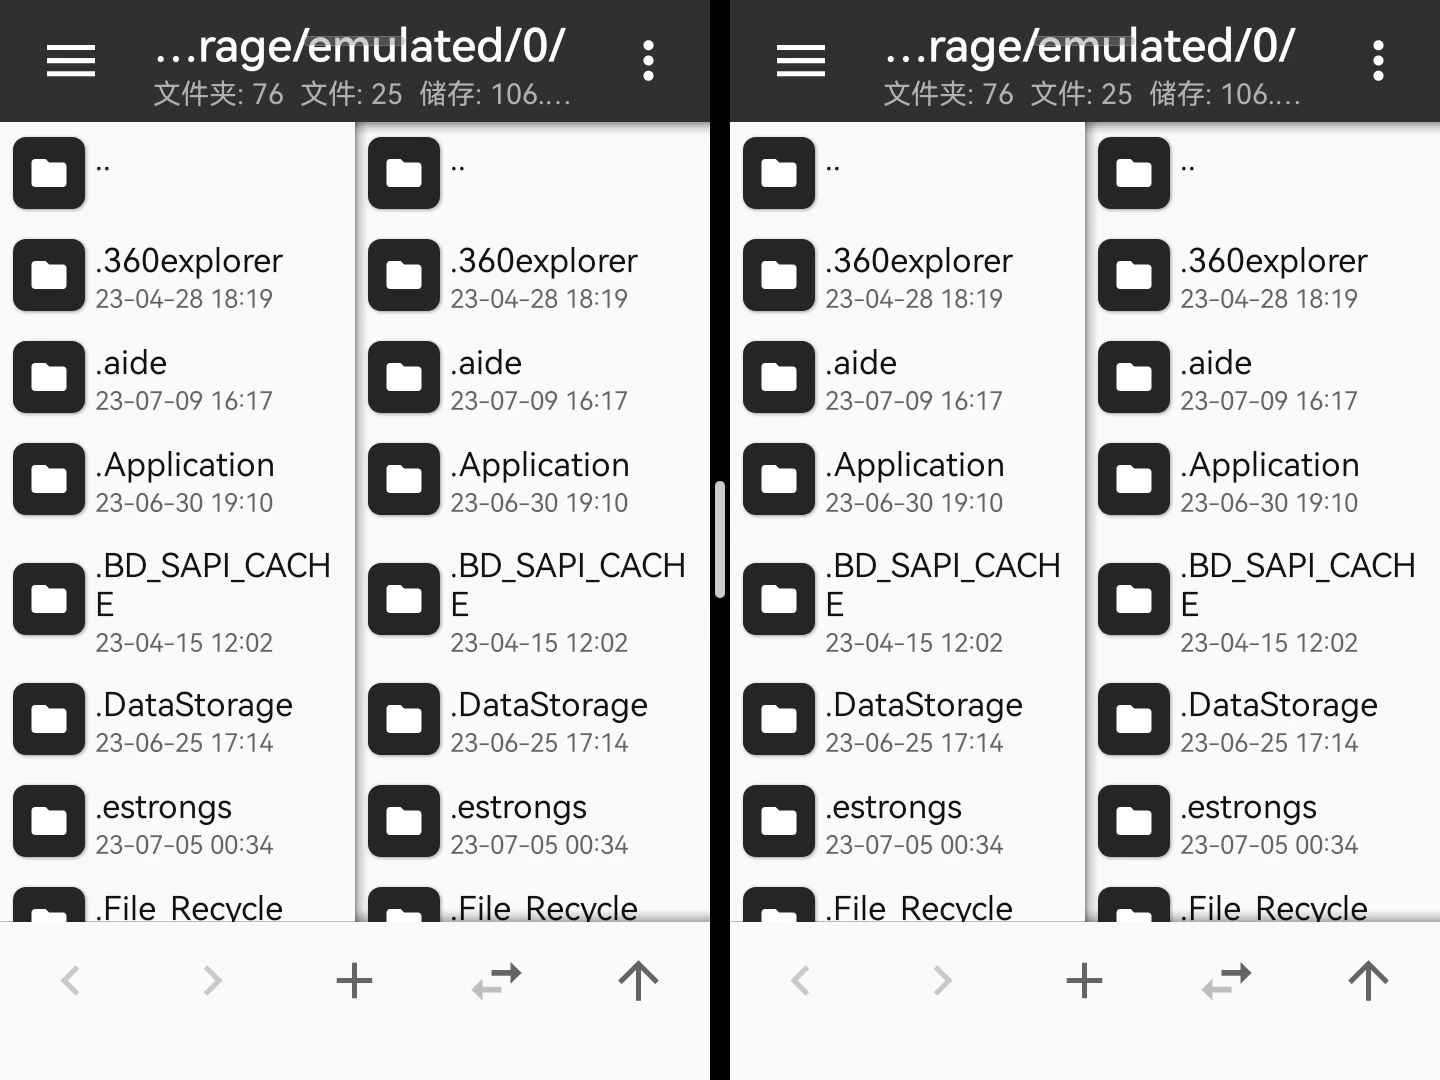 ...rage/emulated/0/
文件夹: 76 文件: 25 储存: 106....
..
.360explorer
23-04-28 18:19
.aide
23-07-09 16:17
.Application
23-06-30 19:10
.BD_SAPI_CACH
E
23-04-15 12:02
.DataStorage
23-06-25 17:14
.estrongs
23-07-05 00:34
.File_Recycle
..
.360explorer
23-04-28 18:19
.aide
23-07-09 16:17
.Application
23-06-30 19:10
.BD_SAPI_CACH
E
23-04-15 12:02
.DataStorage
23-06-25 17:14
.estrongs
23-07-05 00:34
.File_Recycle
...rage/emulated/0/
文件夹: 76 文件: 25 储存: 106....
..
.360explorer
23-04-28 18:19
.aide
23-07-09 16:17
.Application
23-06-30 19:10
.BD_SAPI_CACH
E
23-04-15 12:02
.DataStorage
23-06-25 17:14
.estrongs
23-07-05 00:34
.File_Recycle
..
.360explorer
23-04-28 18:19
.aide
23-07-09 16:17
.Application
23-06-30 19:10
.BD_SAPI_CACH
E
23-04-15 12:02
.DataStorage
23-06-25 17:14
.estrongs
23-07-05 00:34
.File_Recycle